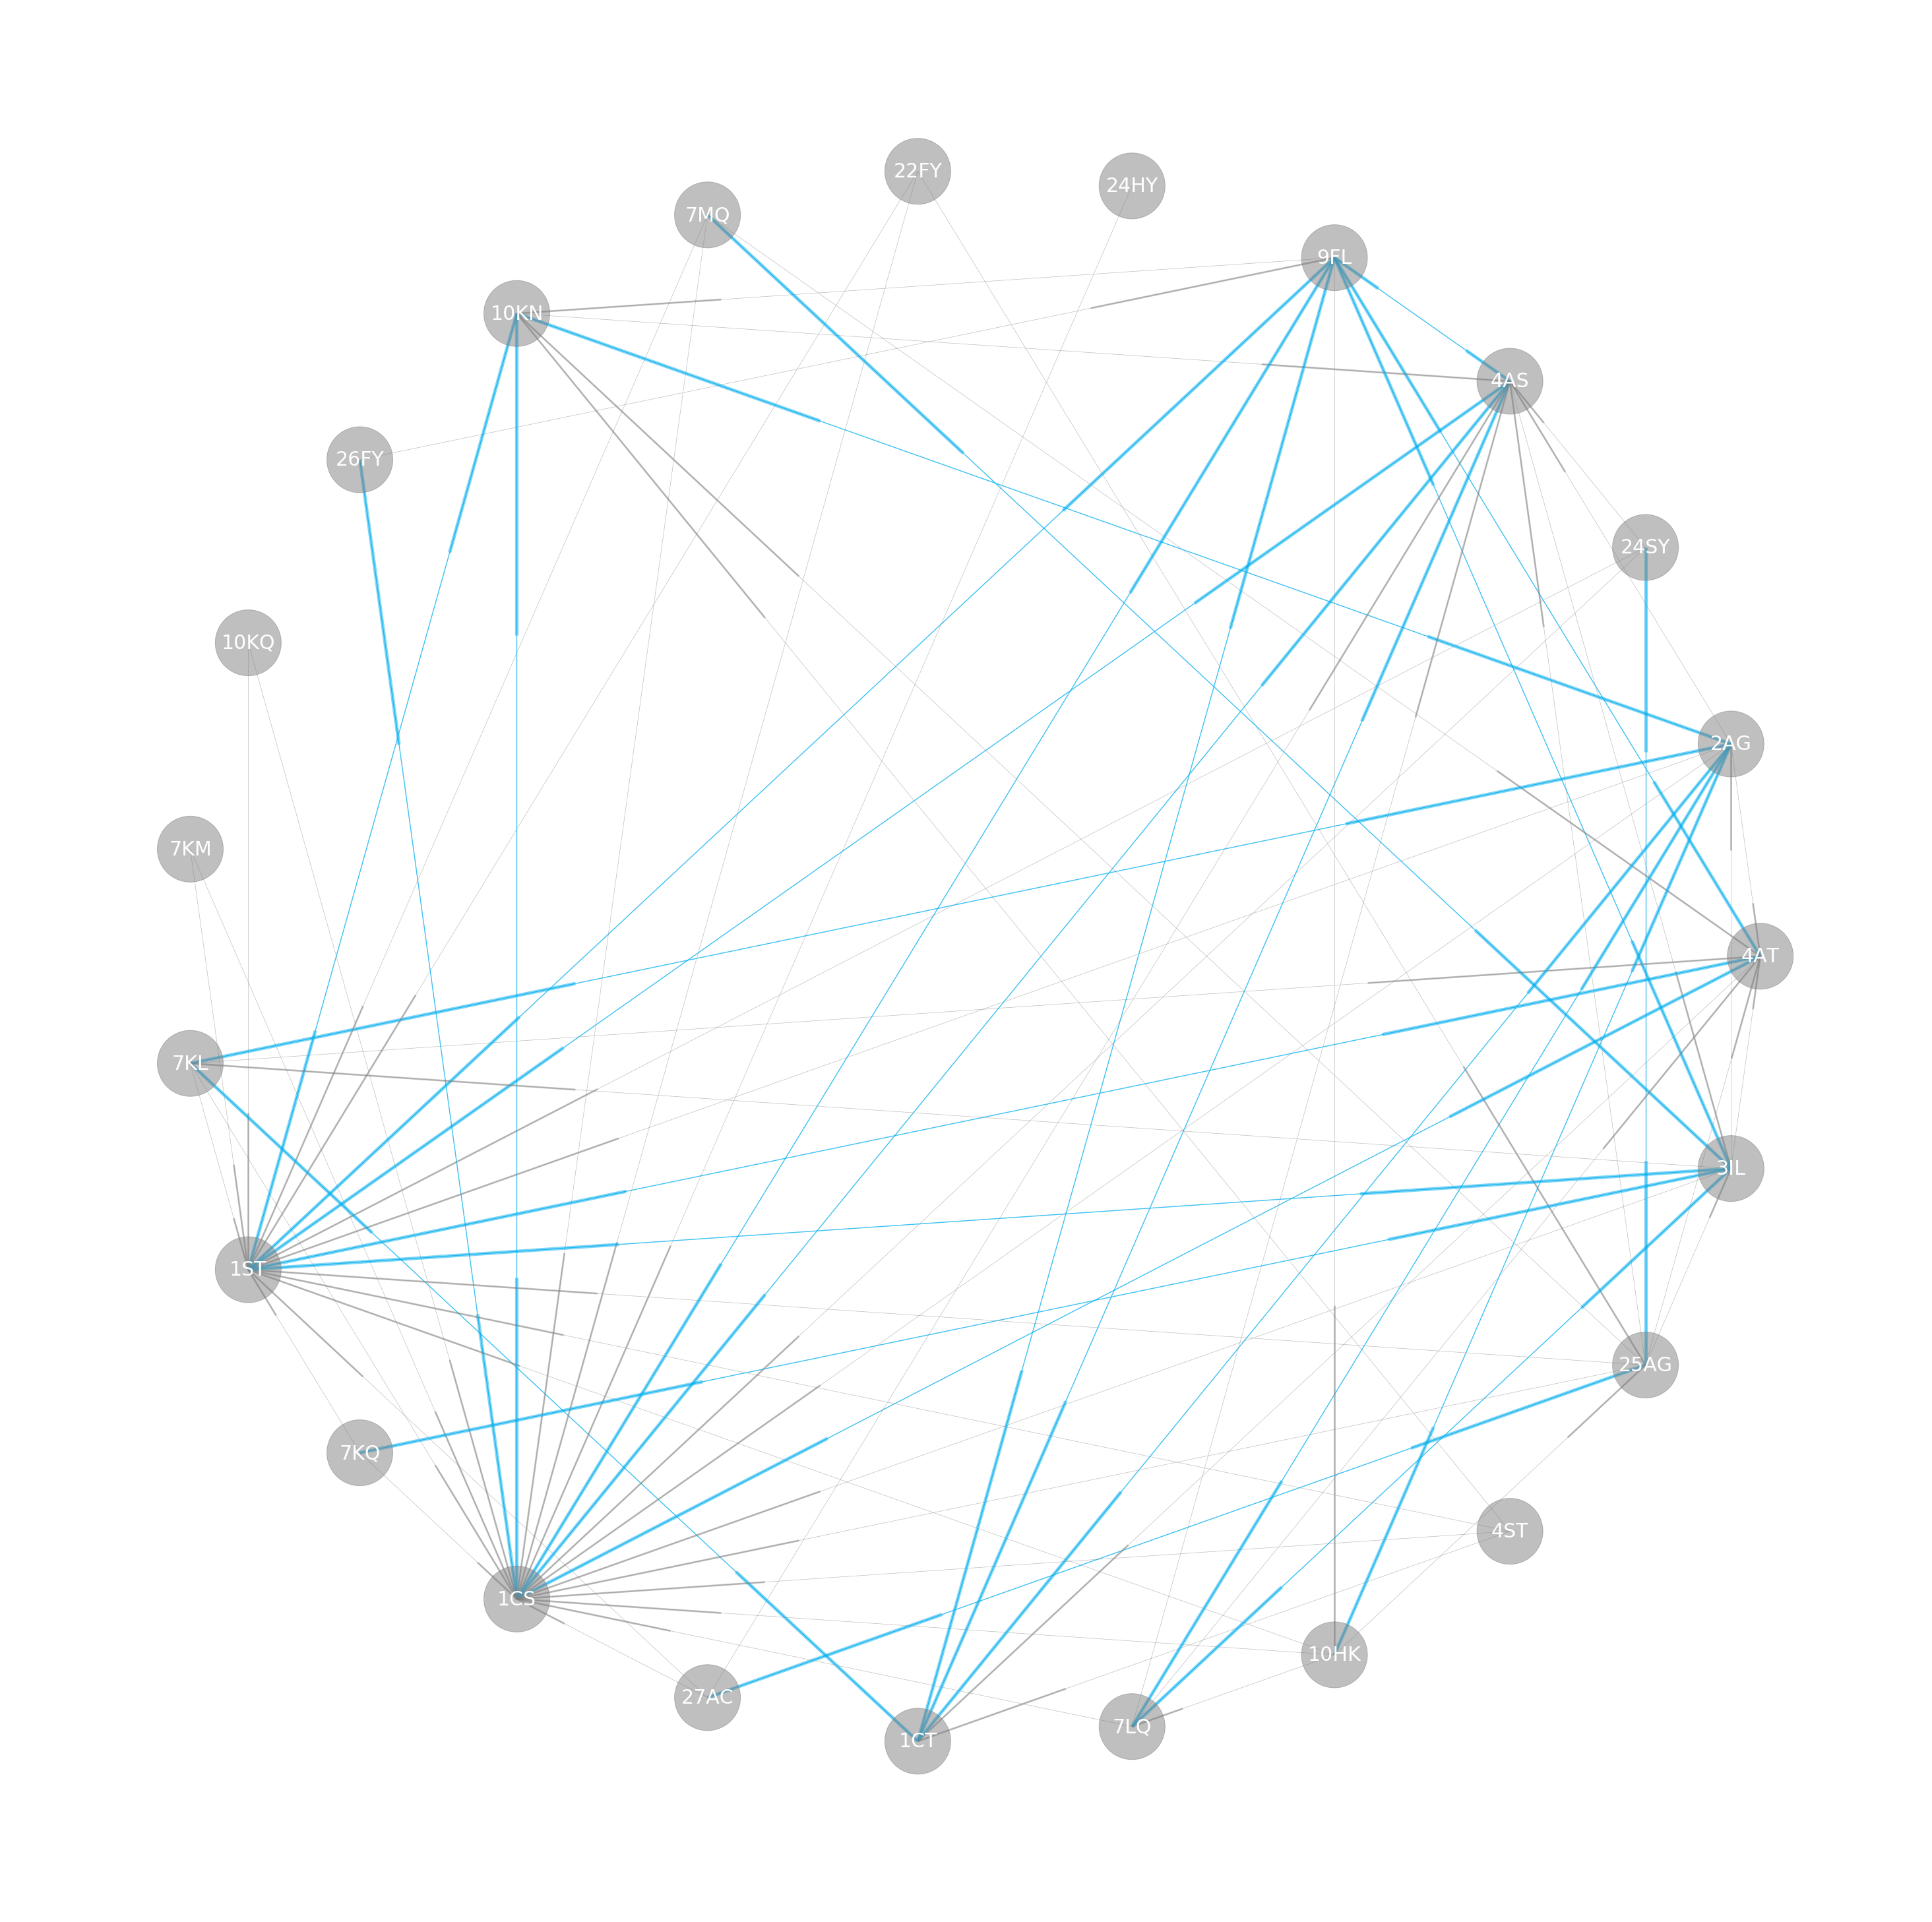 22FY
24HY
7MQ
9FL
10KN
4AS
26FY
24SY
10KQ
2AG
7KM
4AT
7KL
3IL
1ST
25AG
7KQ
4ST
1CS
10HK
27AC
7LQ
1CT